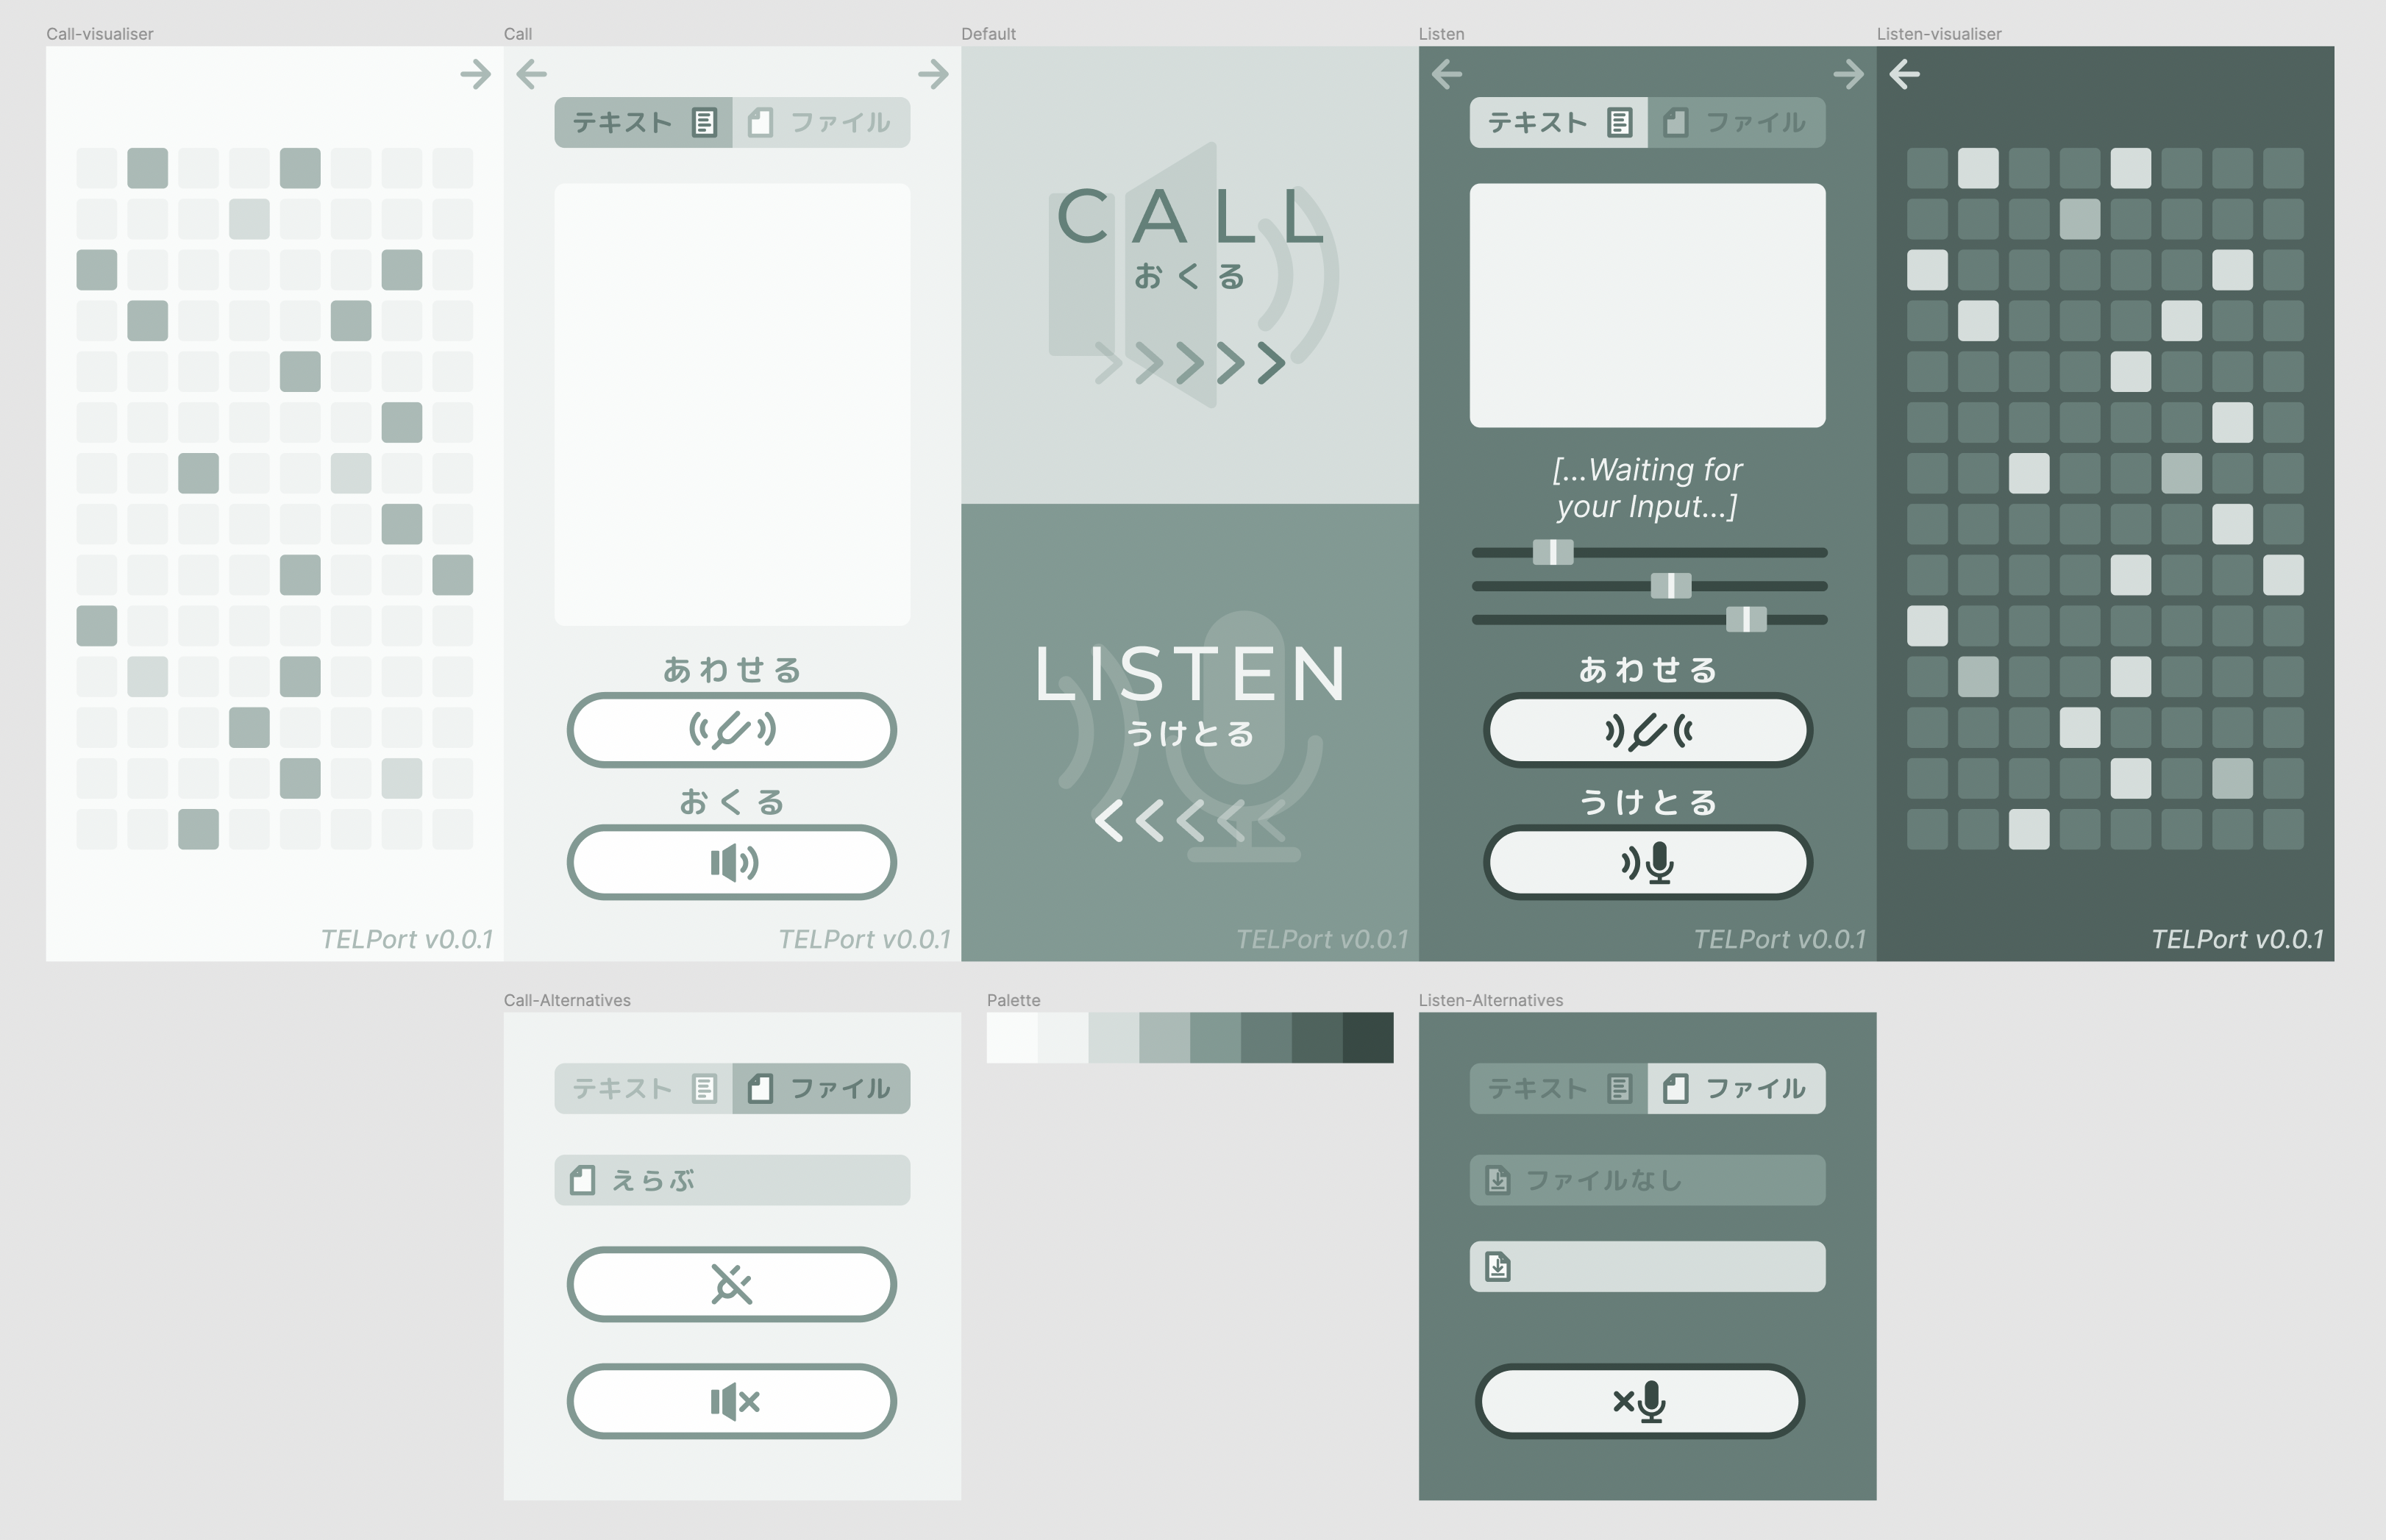 Call-visualiser
Call
Default
Listen
Listen-visualiser
テキスト
ファイル
CALL
おくる
テキスト
ファイル
[...Waiting for
your Input...]
LISTEN
うけとる
あわせる
おくる
あわせる
うけとる
TELPort v0.0.1
TELPort v0.0.1
TELPort v0.0.1
TELPort v0.0.1
TELPort v0.0.1
Call-Alternatives
Palette
Listen-Alternatives
テキスト
ファイル
えらぶ
テキスト
ファイル
ファイルなし